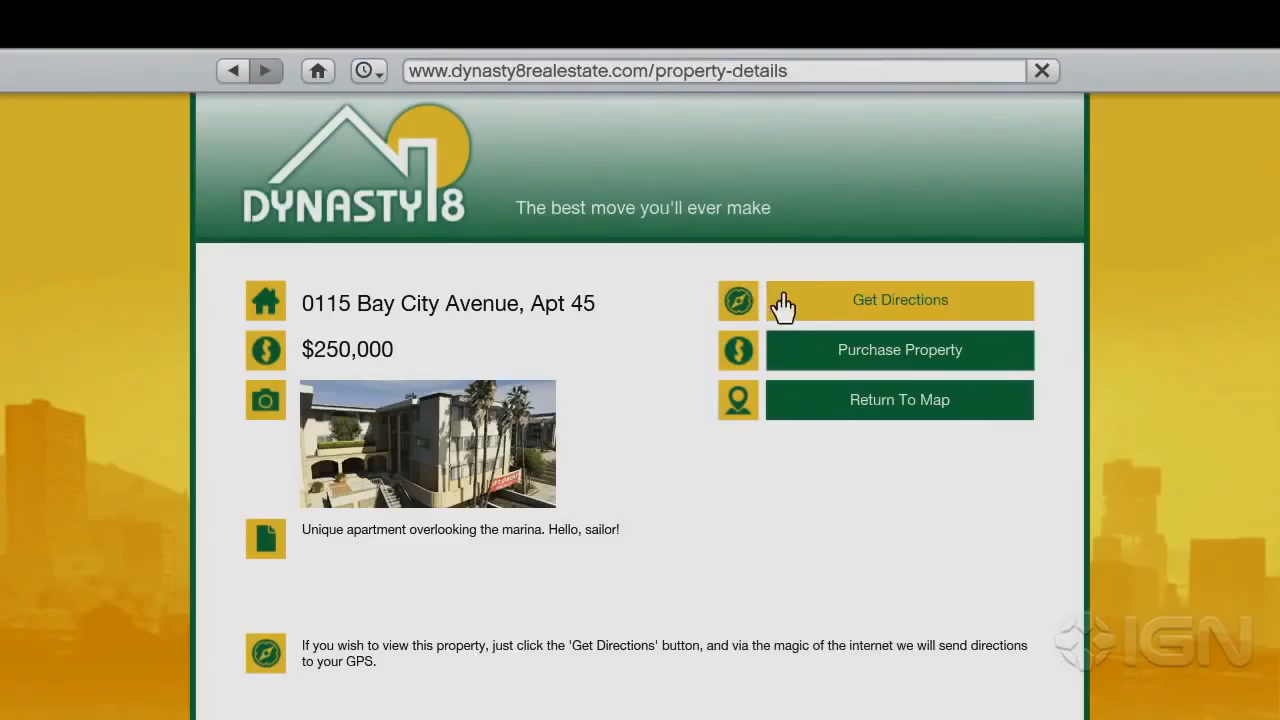 www.dynasty8realestate.com/property-details
DYNASTY 8
The best move you'll ever make
0115 Bay City Avenue, Apt 45
Get Directions
$250,000
Purchase Property
Return To Map
Unique apartment overlooking the marina. Hello, sailor!
If you wish to view this property, just click the 'Get Directions' button, and via the magic of the internet we will send directions
to your GPS.
IGN